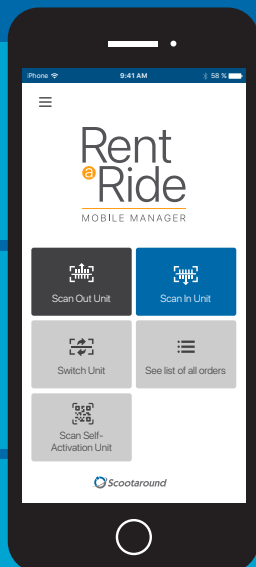 iPhone 9:41 AM 58 %
Rent
a Ride
MOBILE MANAGER
Scan Out Unit
Scan In Unit
Switch Unit
See list of all orders
Scan Self-
Activation Unit
Scootaround